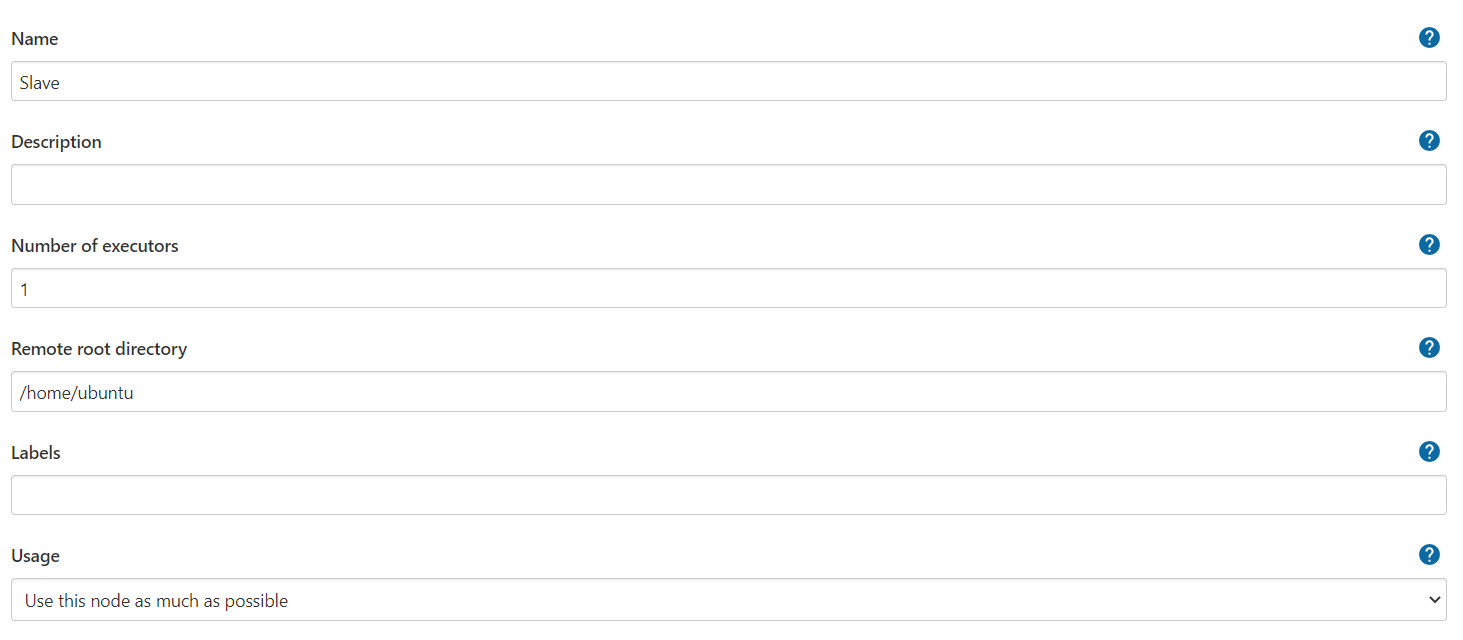 Name
?
Slave
Description
?
Number of executors
?
1
Remote root directory
?
/home/ubuntu
Labels
?
Usage
?
Use this node as much as possible